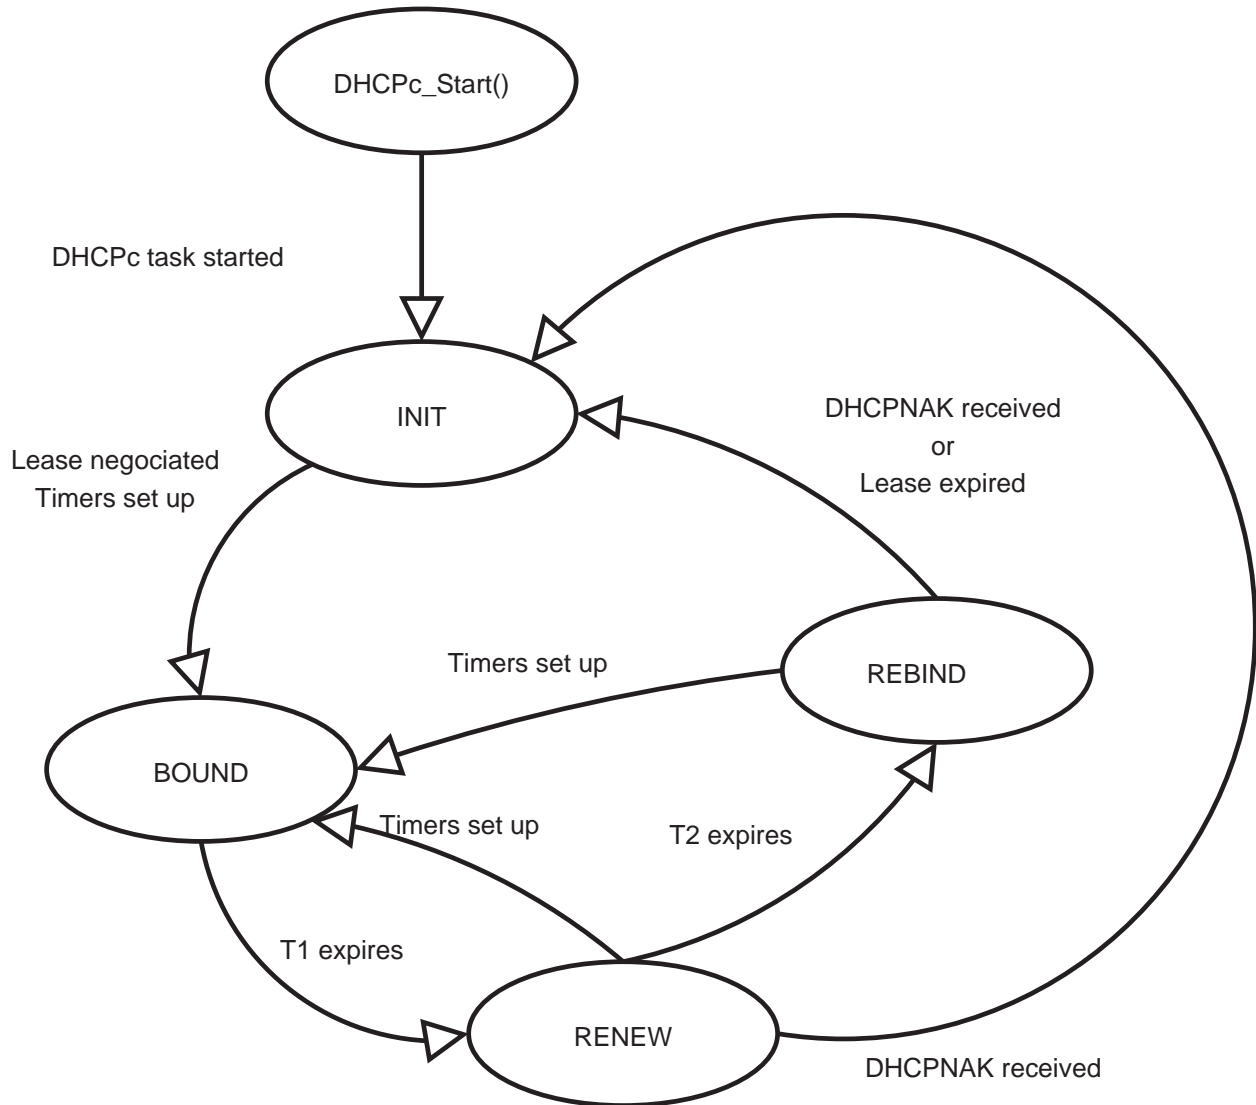 DHCPc_Start()
DHCPc task started
INIT
DHCPNAK received
or
Lease expired
Lease negociated
Timers set up
Timers set up
REBIND
BOUND
Timers set up
T2 expires
T1 expires
RENEW
DHCPNAK received